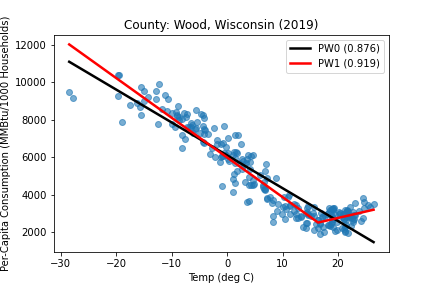 County: Wood, Wisconsin (2019)
Per-Capita Consumption (MMBtu/1000 Households)
12000
10000
8000
6000
4000
2000
PW0 (0.876)
PW1 (0.919)
−30 −20 −10 0 10 20
Temp (deg C)